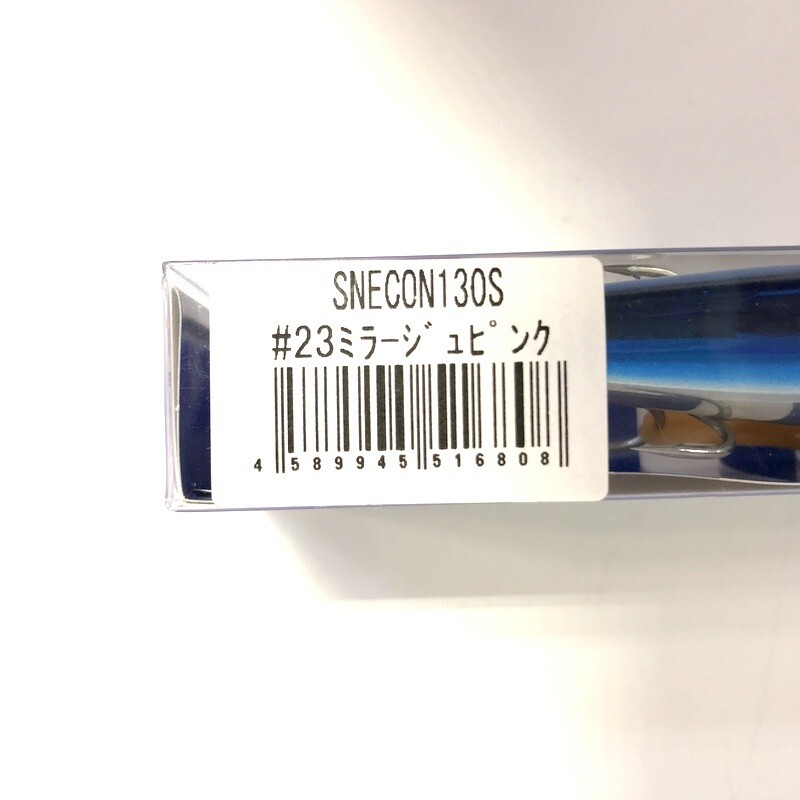 SNECON130S
#23ﾐﾗｰｼﾞｭﾋﾟﾝｸ
4 589945 516808